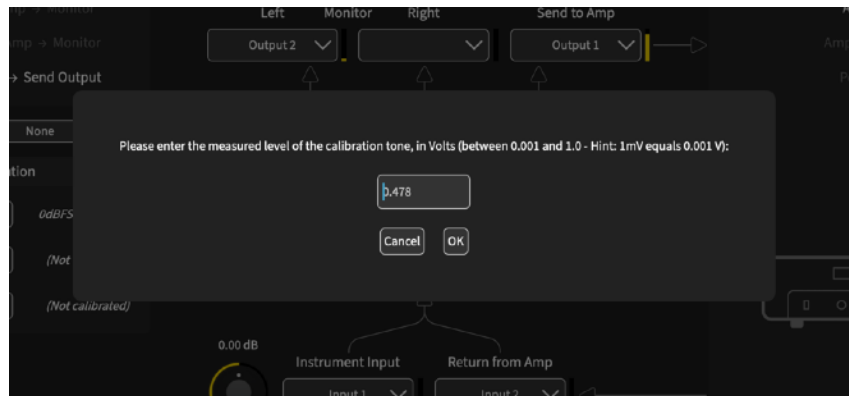 Left Monitor Right Send to Amp
Output 2 Output 1
→ Monitor
→ Send Output
None
Please enter the measured level of the calibration tone, in Volts (between 0.001 and 1.0 - Hint: 1mV equals 0.001 V):
0.478
0dBFS
Cancel OK
(Not
(Not calibrated)
0.00 dB
Instrument Input Return from Amp
Input 1 Input 2